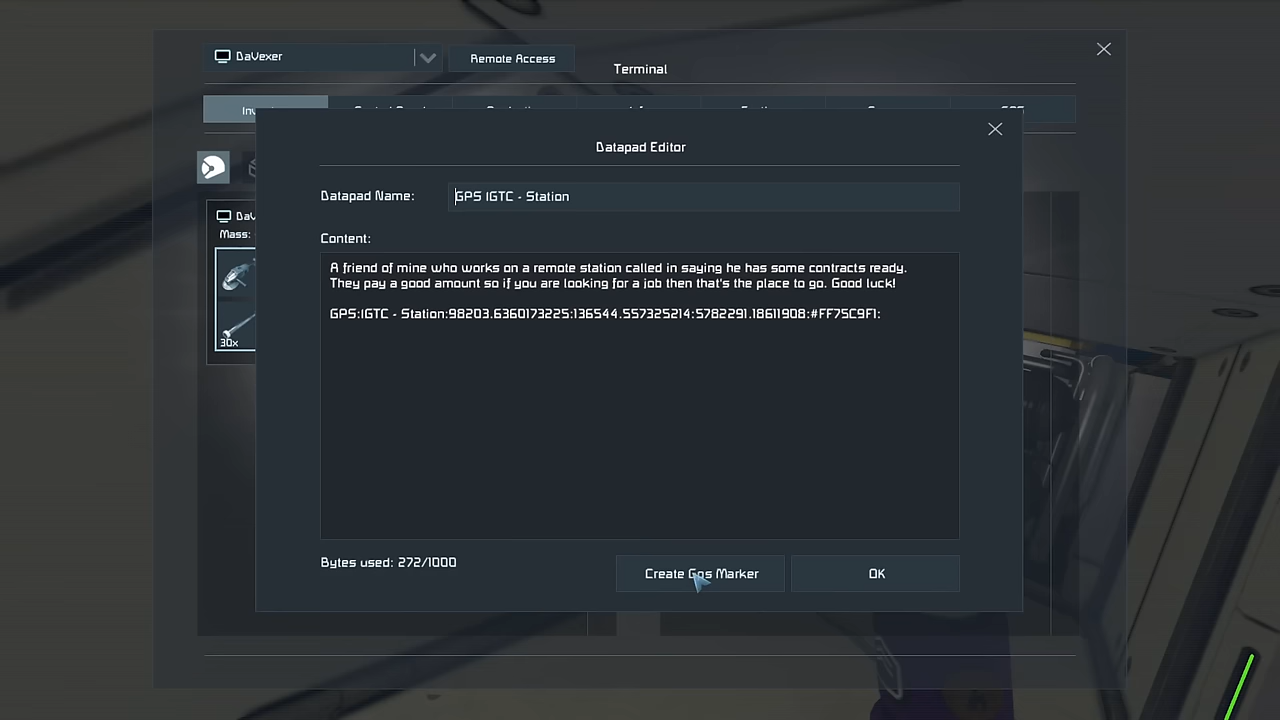 DaVexer
Remote Access
Terminal
Datapad Editor
Datapad Name:
GPS IGTC - Station
Content:
A friend of mine who works on a remote station called in saying he has some contracts ready.
They pay a good amount so if you are looking for a job then that's the place to go. Good luck!
GPS:IGTC - Station:98203.6360173225:136544.557325214:5782291.18611908:#FF75C9F1:
Mass:
30x
Bytes used: 272/1000
Create Gps Marker
OK